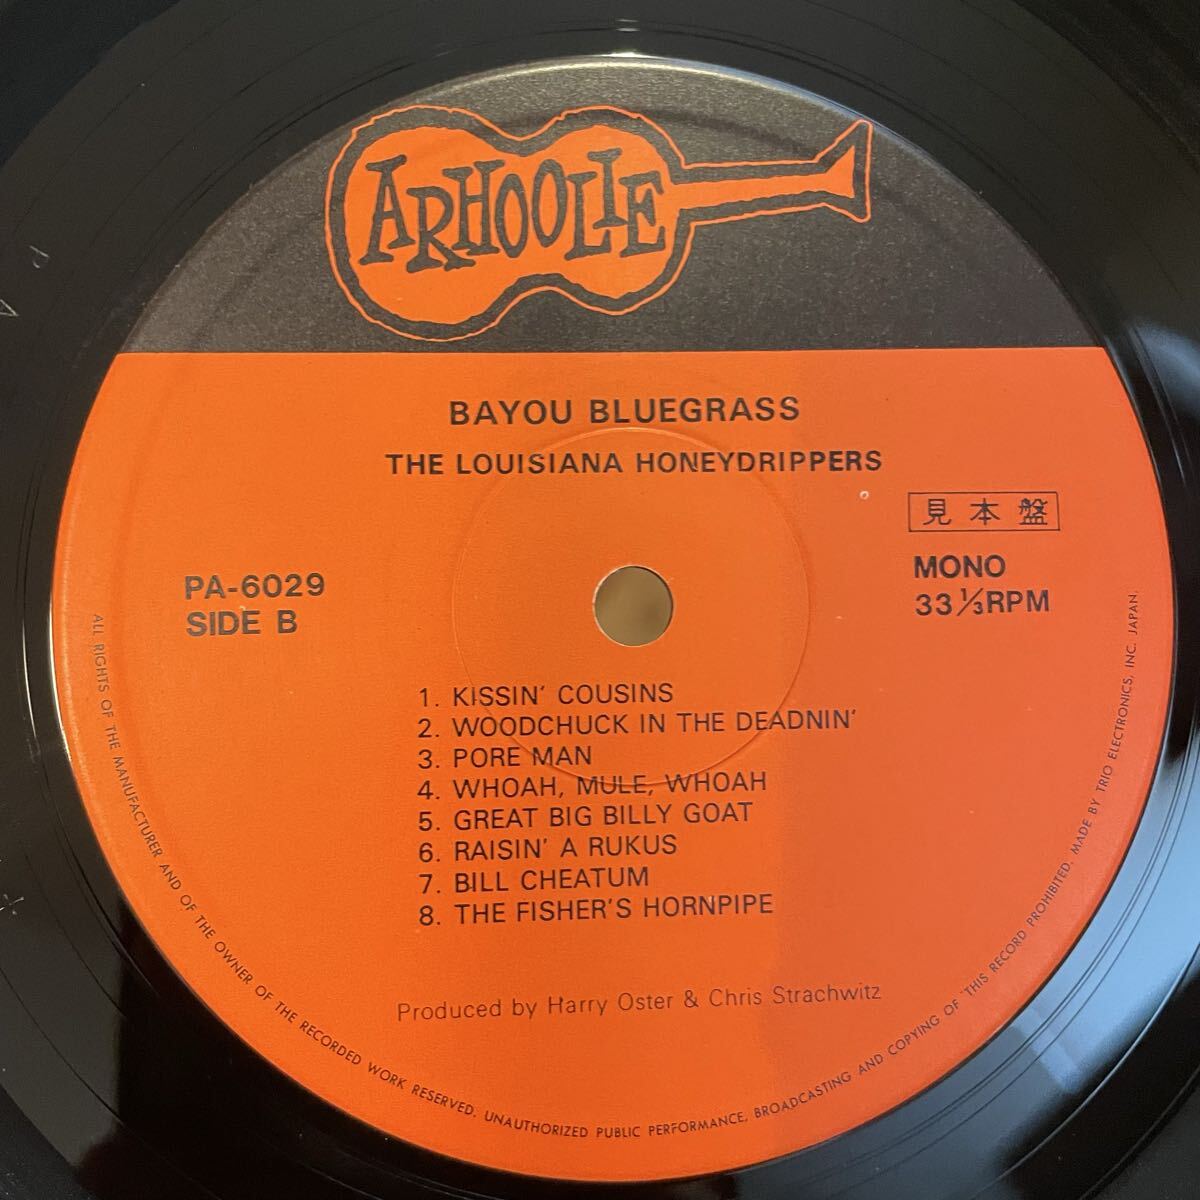 ARHOOLIE
BAYOU BLUEGRASS
THE LOUISIANA HONEYDRIPPERS
見本盤
PA-6029
SIDE B
MONO
33 ⅓RPM
1. KISSIN' COUSINS
2. WOODCHUCK IN THE DEADNIN'
3. PORE MAN
4. WHOAH, MULE, WHOAH
5. GREAT BIG BILLY GOAT
6. RAISIN' A RUKUS
7. BILL CHEATUM
8. THE FISHER'S HORNPIPE
Produced by Harry Oster & Chris Strachwitz
ALL RIGHTS OF THE MANUFACTURER AND OF THE OWNER OF THE RECORDED WORK RESERVED. UNAUTHORIZED PUBLIC PERFORMANCE, BROADCASTING AND COPYING OF THIS RECORD PROHIBITED. MADE BY TRIO ELECTRONICS, INC. JAPAN.